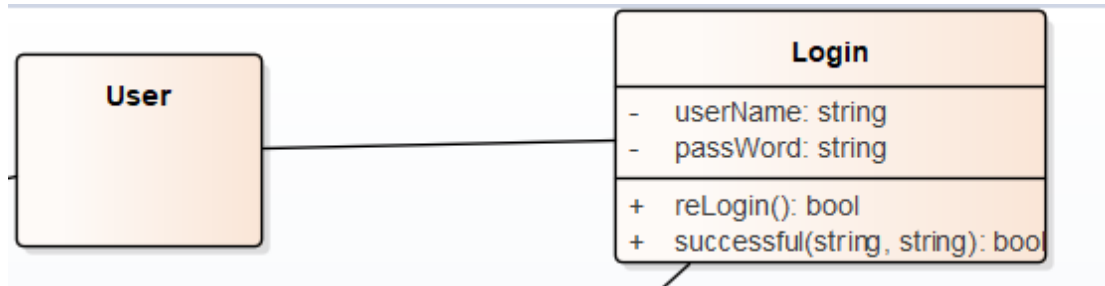 User
Login
- userName: string
- passWord: string
+ reLogin(): bool
+ successful(string, string): bool